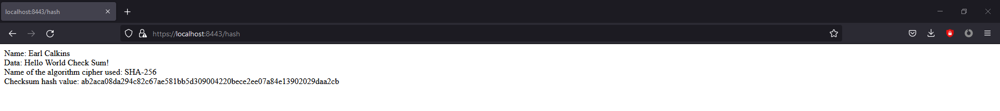 localhost:8443/hash
https://localhost:8443/hash
Name: Earl Calkins
Data: Hello World Check Sum!
Name of the algorithm cipher used: SHA-256
Checksum hash value: ab2aca08da294c82c67ae581bb5d309004220bece2ee07a84e13902029daa2cb